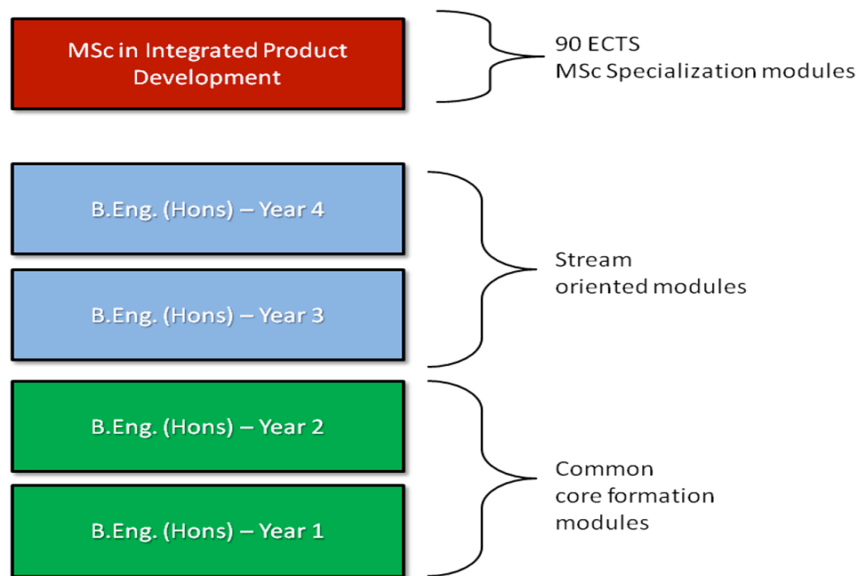 MSc in Integrated Product
Development
90 ECTS
MSc Specialization modules
B.Eng. (Hons) – Year 4
B.Eng. (Hons) – Year 3
Stream
oriented modules
B.Eng. (Hons) – Year 2
B.Eng. (Hons) – Year 1
Common
core formation
modules